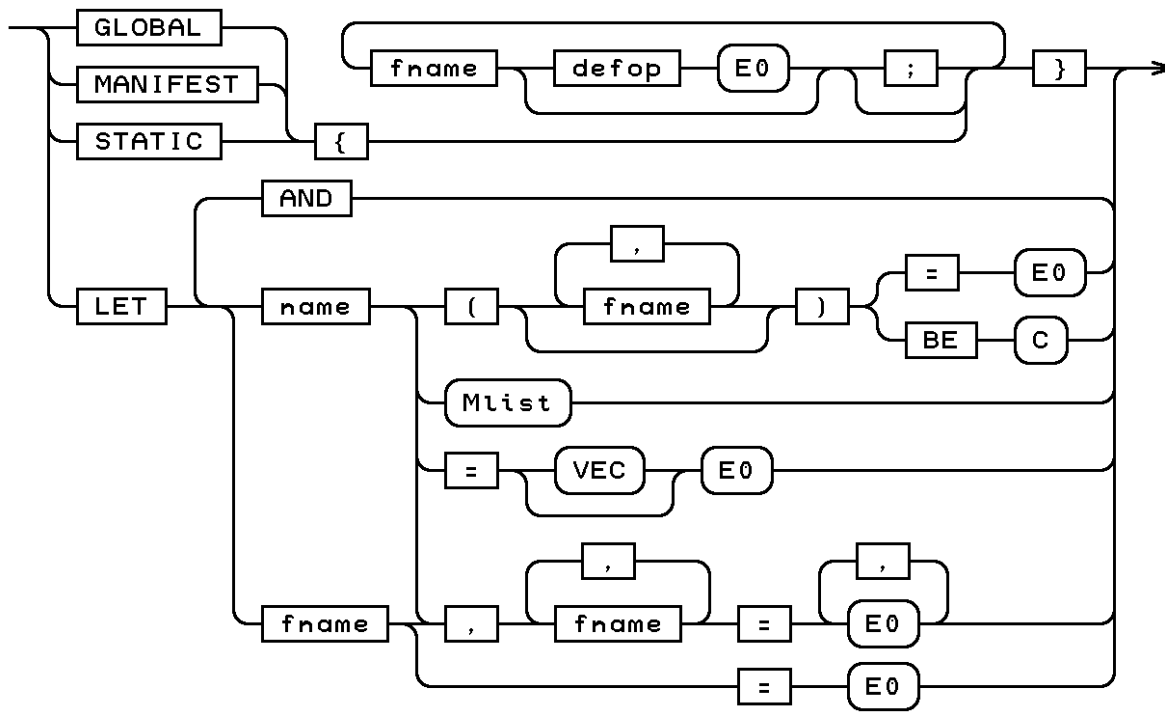 GLOBAL
fname defop E0 ; }
MANIFEST
STATIC {
AND
,
LET name ( fname ) = E0
BE C
Mlist
= VEC E0
, ,
fname , fname = E0
= E0